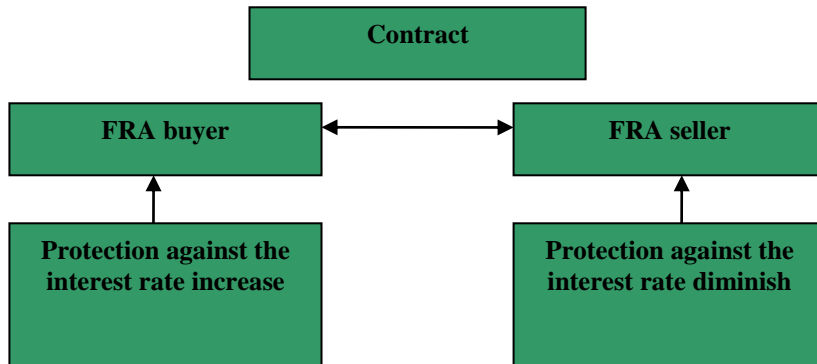 Contract
FRA buyer
FRA seller
Protection against the
interest rate increase
Protection against the
interest rate diminish